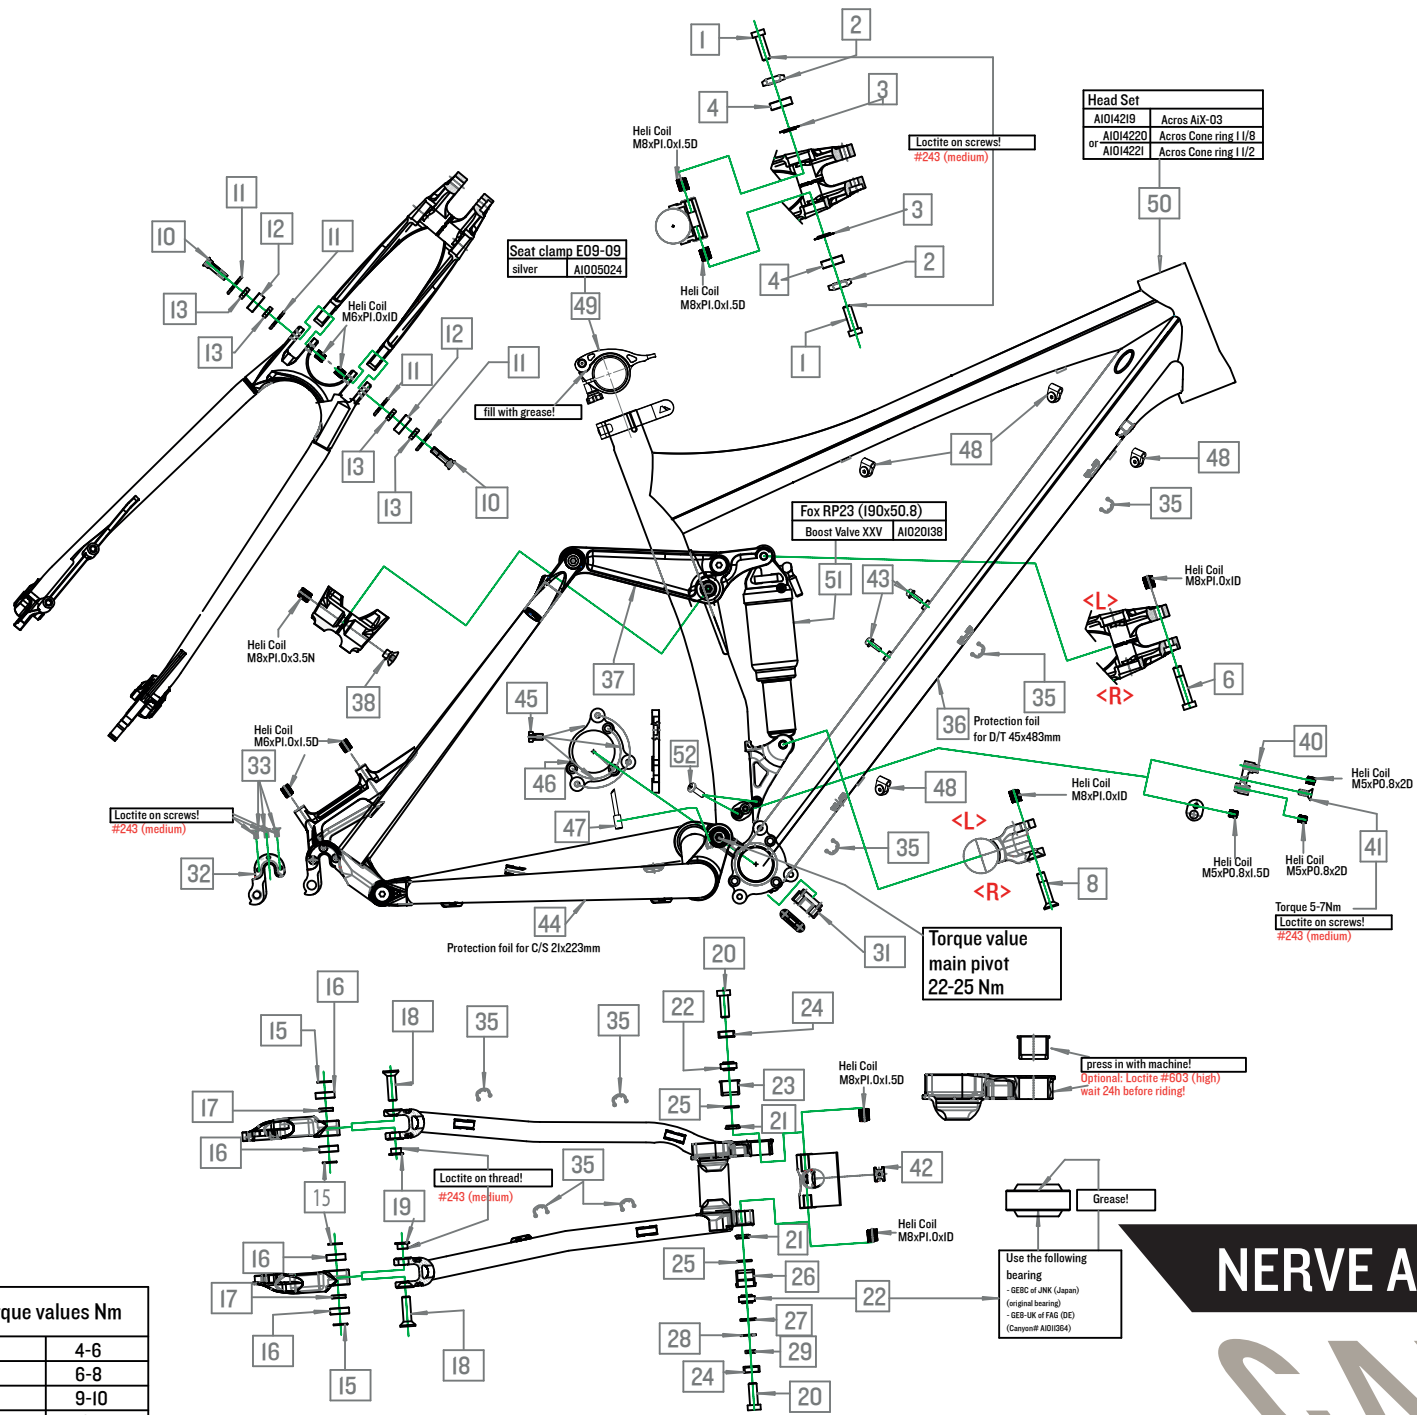 1
2
3
4
Heli Coil
M8xP1.0x1.5D
Loctite on screws!
#243 (medium)
Head Set
A1014219 Acros AiX-03
or A1014220 Acros Cone ring 1 1/8
A1014221 Acros Cone ring 1 1/2
50
11
12
11
10
13
13
Heli Coil
M6xP1.0x1D
Seat clamp E09-09
silver A1005024
49
3
4
2
Heli Coil
M8xP1.0x1.5D
1
12
11
11
13
13
10
fill with grease!
48
48
35
Fox RP23 (190x50.8)
Boost Valve XXV A1020138
51
43
Heli Coil
M8xP1.0x1D
<L>
<R>
6
Heli Coil
M8xP1.0x3.5N
38
37
35
36
Protection foil
for D/T 45x483mm
45
46
47
52
48
35
Heli Coil
M6xP1.0x1.5D
33
Loctite on screws!
#243 (medium)
32
40
Heli Coil
M5xP0.8x2D
Heli Coil
M8xP1.0x1D
<L>
<R>
8
Heli Coil
M5xP0.8x1.5D
Heli Coil
M5xP0.8x2D
41
Torque 5-7Nm
Loctite on screws!
#243 (medium)
44
Protection foil for C/S 21x223mm
31
Torque value
main pivot
22-25 Nm
20
16
15
18
35
35
22
24
17
23
25
21
Heli Coil
M8xP1.0x1.5D
press in with machine!
Optional: Loctite #603 (high)
wait 24h before riding!
16
15
19
Loctite on thread!
#243 (medium)
35
42
Heli Coil
M8xP1.0x1D
Grease!
Use the following
bearing
- GE8C of JNK (Japan)
(original bearing)
- GE8-UK of FAG (DE)
(Canyon# A1011364)
16
17
16
15
18
21
25
26
22
27
28
29
24
20
NERVE A
rque values Nm
4-6
6-8
9-10